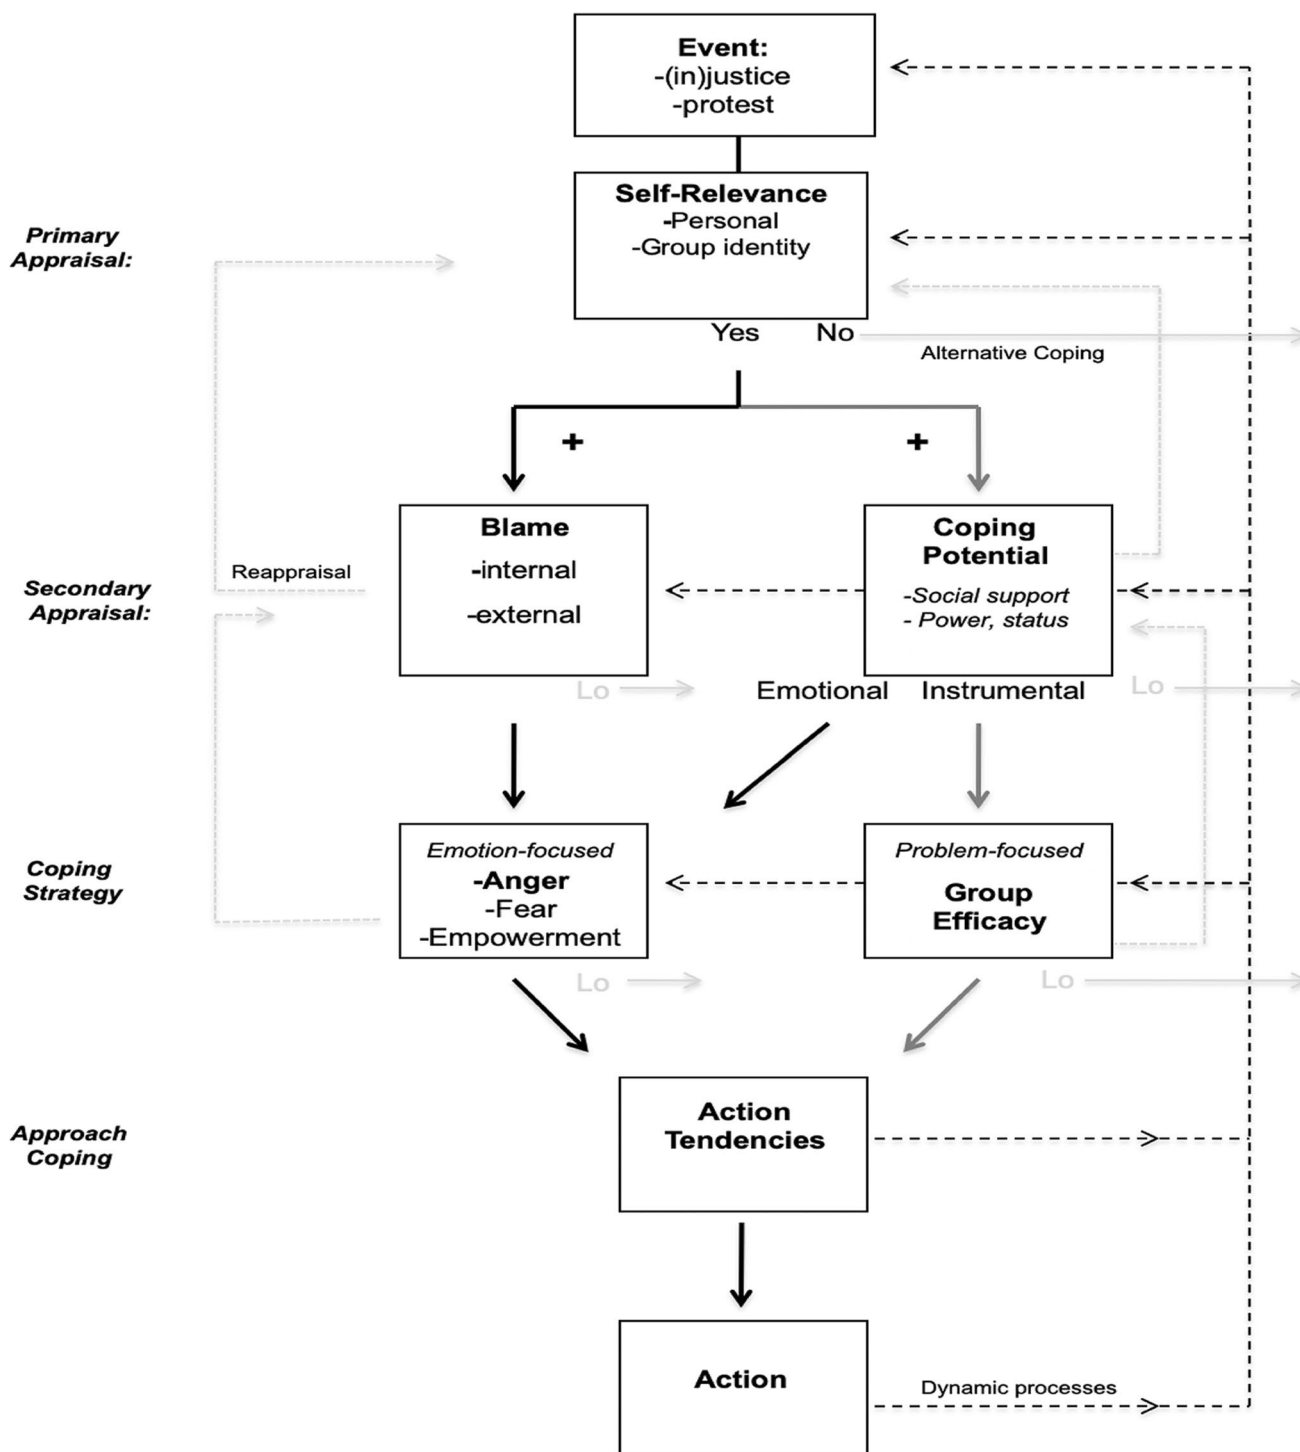 Event:
-(in)justice
-protest
Self-Relevance
-Personal
-Group identity
Primary
Appraisal:
Yes No
Alternative Coping
+ +
Blame
-internal
-external
Coping
Potential
-Social support
- Power, status
Reappraisal
Secondary
Appraisal:
Lo
Emotional Instrumental
Lo
Emotion-focused
-Anger
-Fear
-Empowerment
Problem-focused
Group
Efficacy
Coping
Strategy
Lo
Lo
Action
Tendencies
Approach
Coping
Action
Dynamic processes